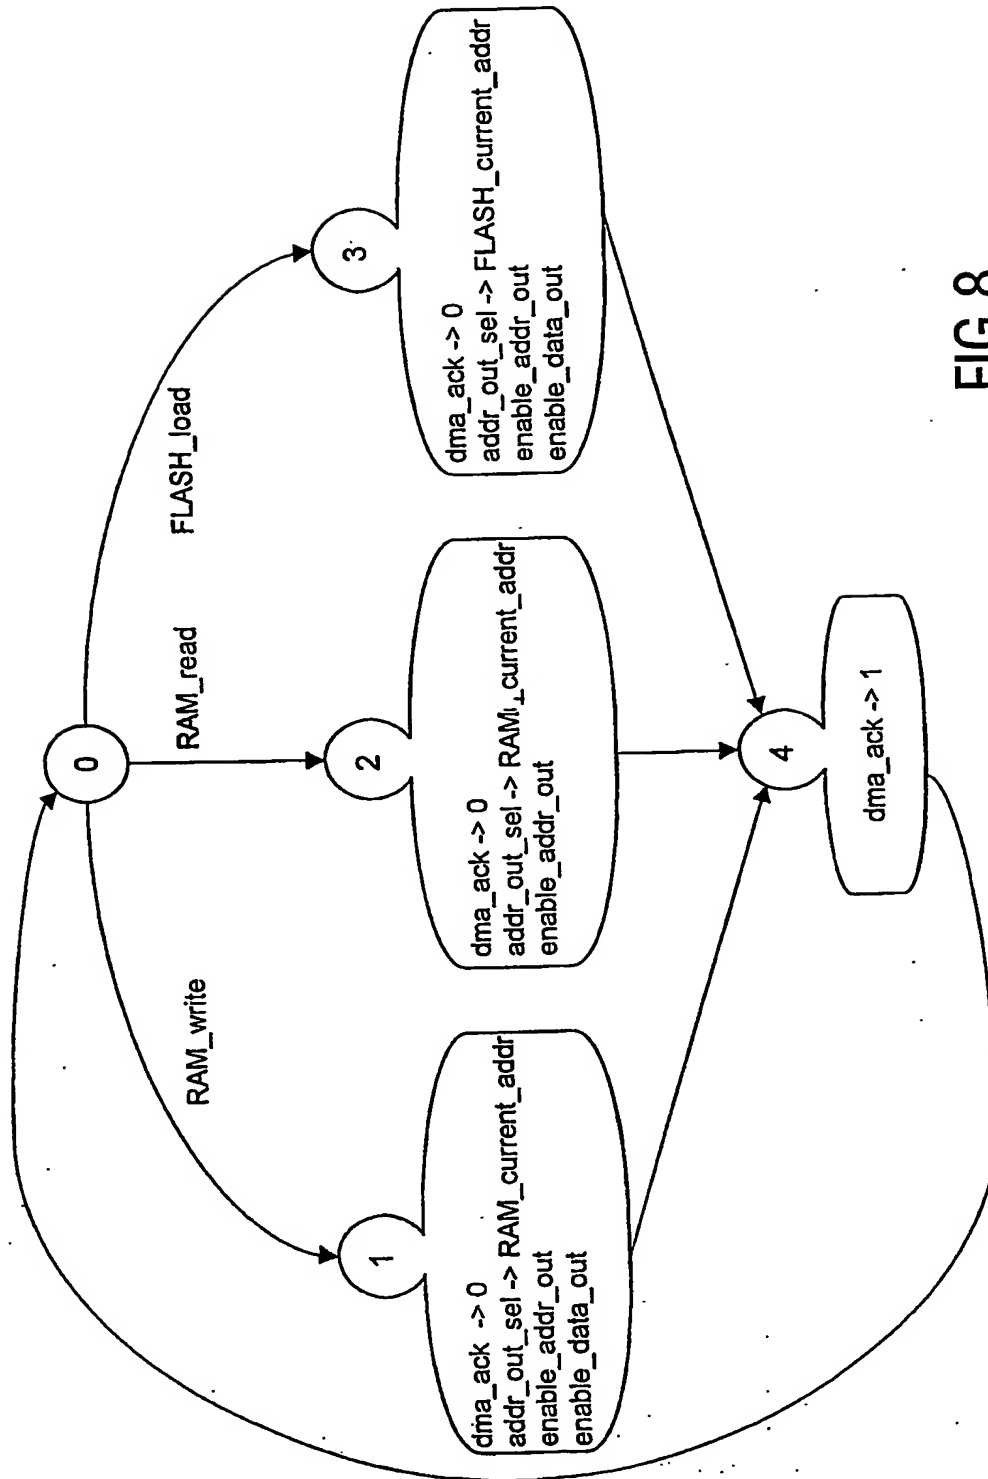 0
RAM_write
RAM_read
FLASH_load
1
dma_ack -> 0
addr_out_sel -> RAM_current_addr
enable_addr_out
enable_data_out
2
dma_ack -> 0
addr_out_sel -> RAM_current_addr
enable_addr_out
3
dma_ack -> 0
addr_out_sel -> FLASH_current_addr
enable_addr_out
enable_data_out
4
dma_ack -> 1
FIG 8